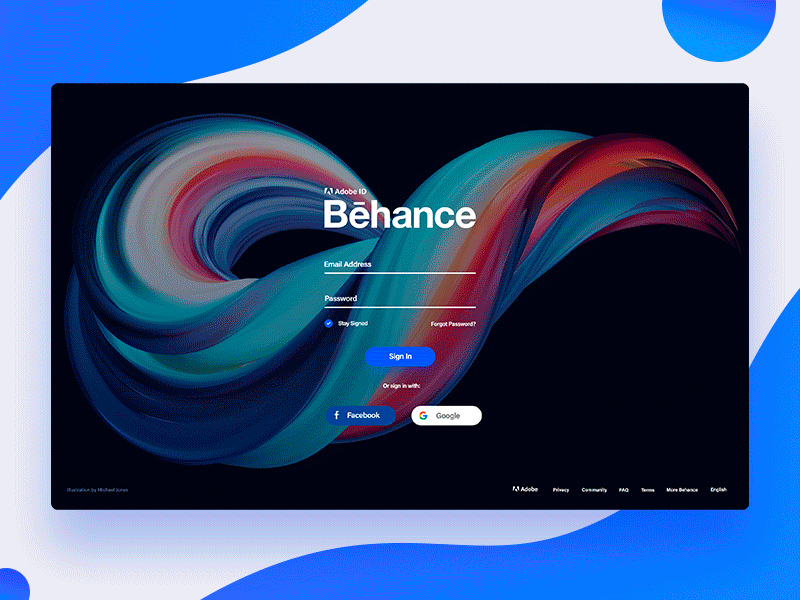 Adobe ID
Bēhance
Email Address
Password
Stay Signed Forgot Password?
Sign In
Or sign in with:
Facebook Google
Illustration by Michael Jones
Adobe Privacy Community FAQ Terms More Behance English